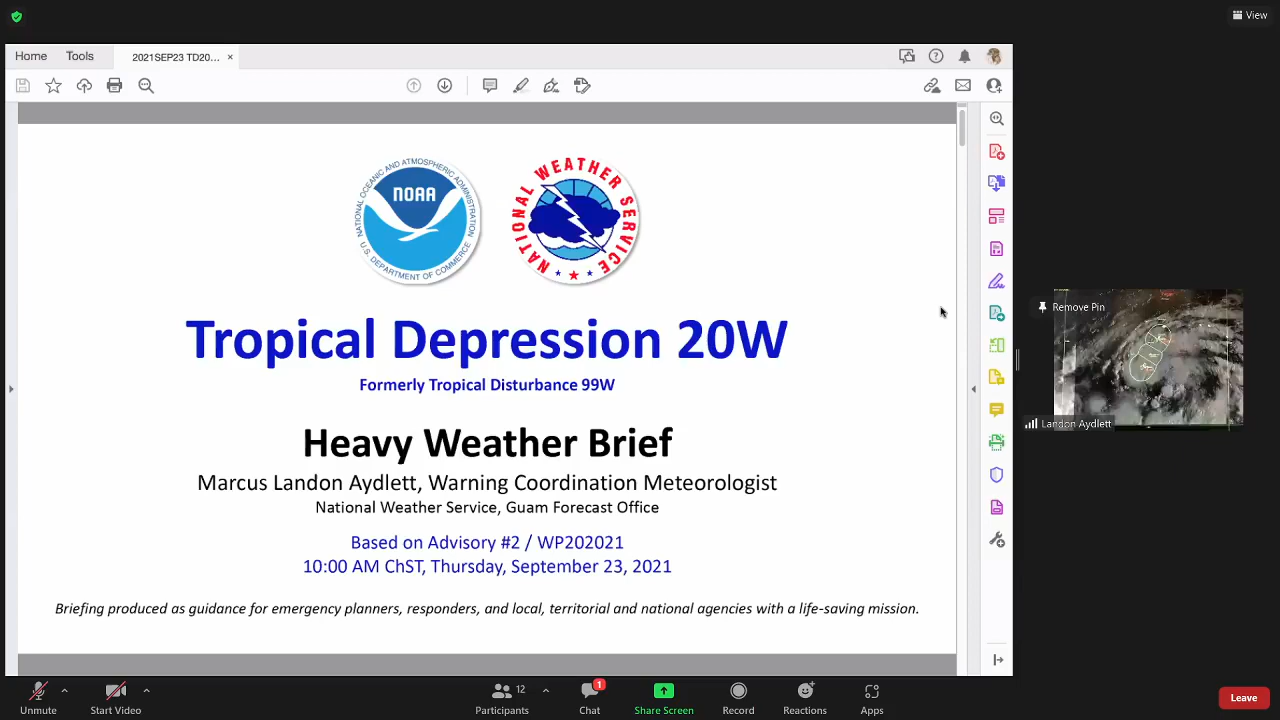 View
Home
Tools
2021SEP23 TD20...
NATIONAL OCEANIC AND ATMOSPHERIC ADMINISTRATION
NOAA
U.S. DEPARTMENT OF COMMERCE
NATIONAL WEATHER SERVICE
Tropical Depression 20W
Formerly Tropical Disturbance 99W
Heavy Weather Brief
Marcus Landon Aydlett, Warning Coordination Meteorologist
National Weather Service, Guam Forecast Office
Based on Advisory #2 / WP202021
10:00 AM ChST, Thursday, September 23, 2021
Briefing produced as guidance for emergency planners, responders, and local, territorial and national agencies with a life-saving mission.
Remove Pin
Landon Aydlett
Unmute
Start Video
12
Participants
1
Chat
Share Screen
Record
Reactions
Apps
Leave